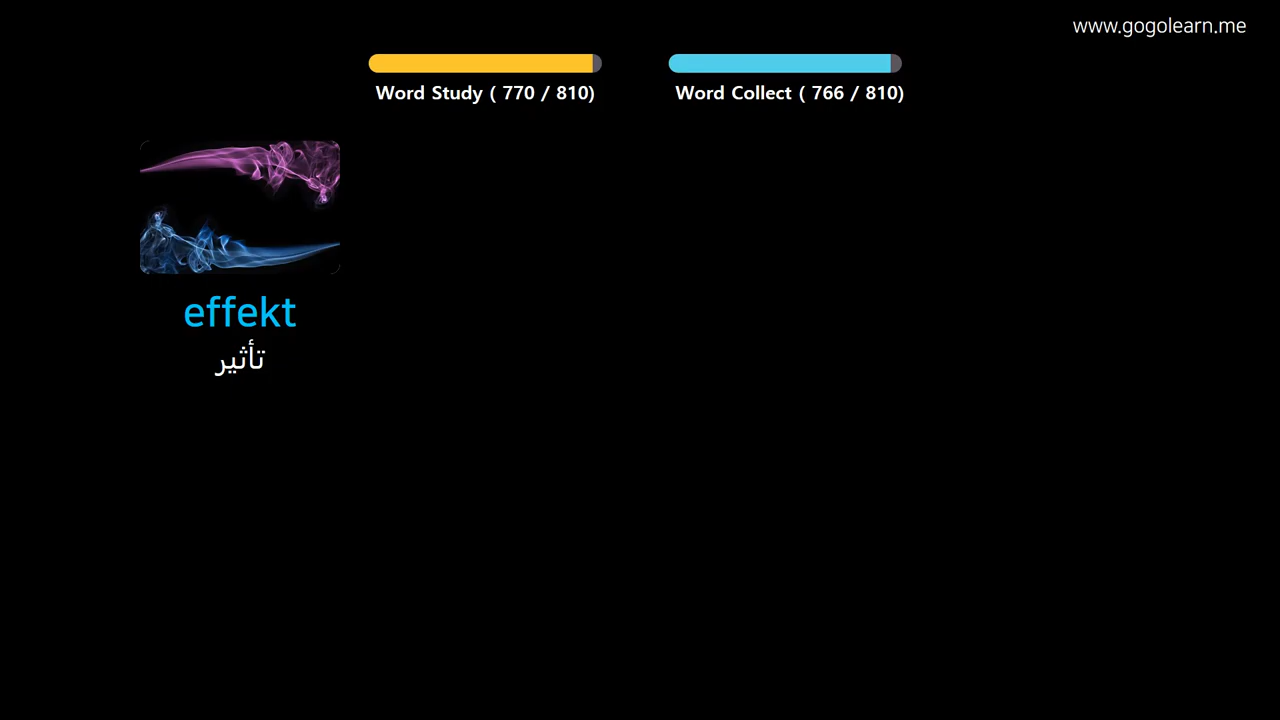 www.gogolearn.me
Word Study ( 770 / 810)
Word Collect ( 766 / 810)
effekt
تأثير